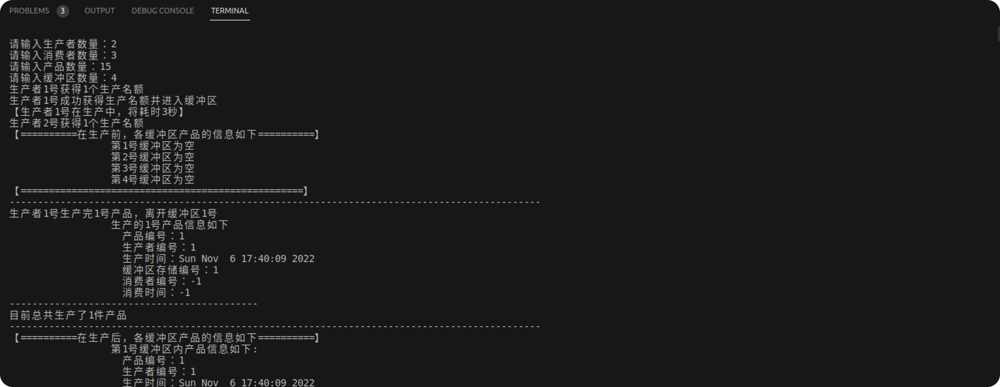 PROBLEMS 3 OUTPUT DEBUG CONSOLE TERMINAL
请输入生产者数量：2
请输入消费者数量：3
请输入产品数量：15
请输入缓冲区数量：4
生产者1号获得1个生产名额
生产者1号成功获得生产名额并进入缓冲区
【生产者1号在生产中，将耗时3秒】
生产者2号获得1个生产名额
【==========在生产前，各缓冲区产品的信息如下==========】
第1号缓冲区为空
第2号缓冲区为空
第3号缓冲区为空
第4号缓冲区为空
【==================================================】
----------------------------------------------------------------------------------------------
生产者1号生产完1号产品，离开缓冲区1号
生产的1号产品信息如下
产品编号：1
生产者编号：1
生产时间：Sun Nov  6 17:40:09 2022
缓冲区存储编号：1
消费者编号：-1
消费时间：-1
--------------------------------------------
目前总共生产了1件产品
----------------------------------------------------------------------------------------------
【==========在生产后，各缓冲区产品的信息如下==========】
第1号缓冲区内产品信息如下:
产品编号：1
生产者编号：1
生产时间：Sun Nov  6 17:40:09 2022